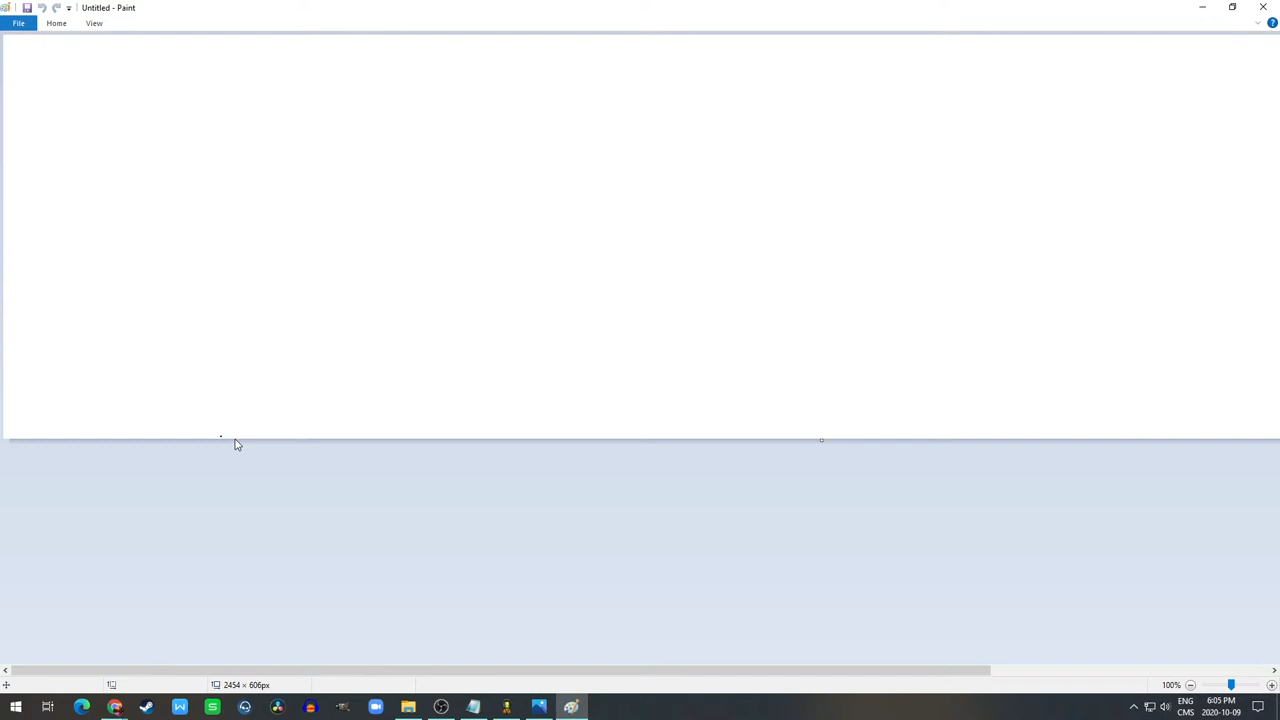 Untitled - Paint
File Home View
2454 × 606px
100%
ENG 6:05 PM
CMS 2020-10-09